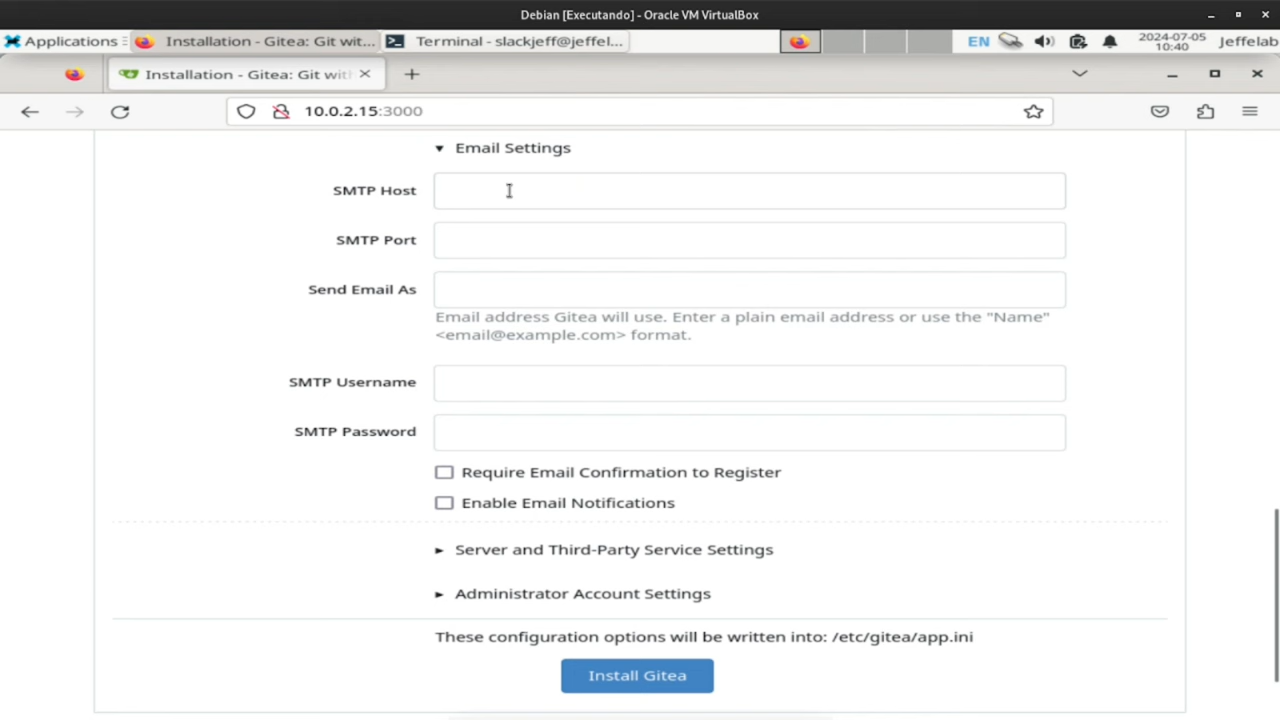 Debian [Executando] - Oracle VM VirtualBox
Applications
Installation - Gitea: Git wit...
Terminal - slackjeff@jeffel...
EN
2024-07-05
10:40
Jeffelab
Installation - Gitea: Git with
10.0.2.15:3000
Email Settings
SMTP Host
SMTP Port
Send Email As
Email address Gitea will use. Enter a plain email address or use the "Name"
<email@example.com> format.
SMTP Username
SMTP Password
Require Email Confirmation to Register
Enable Email Notifications
Server and Third-Party Service Settings
Administrator Account Settings
These configuration options will be written into: /etc/gitea/app.ini
Install Gitea